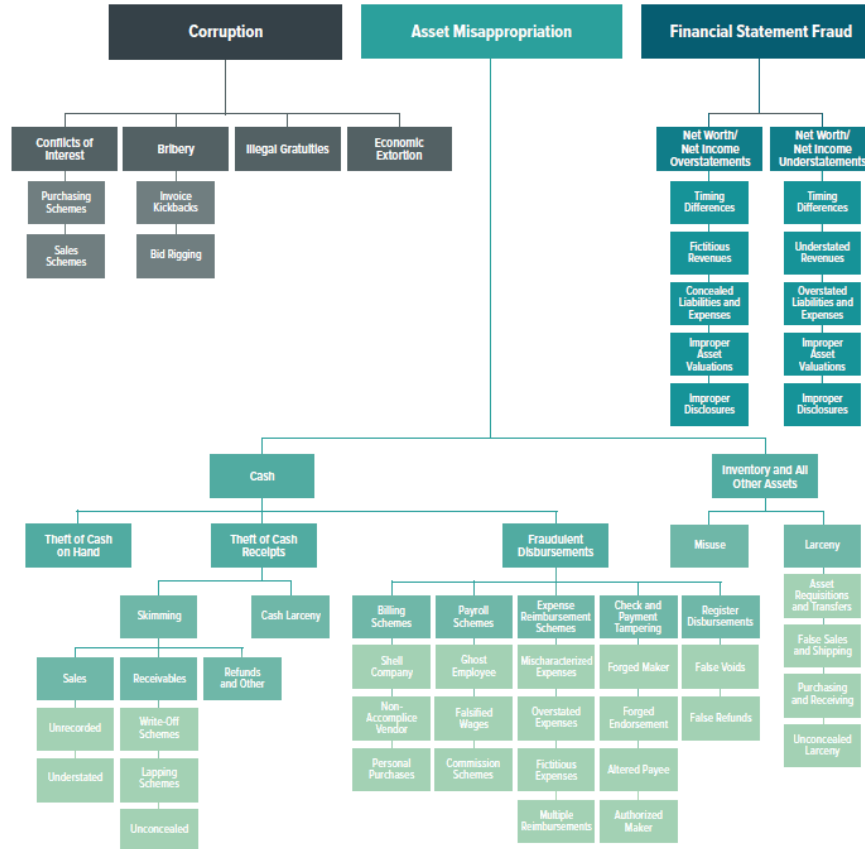 Corruption
Asset Misappropriation
Financial Statement Fraud
Conflicts of
Interest
Bribery
Illegal Gratuities
Economic
Extortion
Purchasing
Schemes
Invoice
Kickbacks
Sales
Schemes
Bid Rigging
Net Worth/
Net Income
Overstatements
Net Worth/
Net Income
Understatements
Timing
Differences
Timing
Differences
Fictitious
Revenues
Understated
Revenues
Concealed
Liabilities and
Expenses
Overstated
Liabilities and
Expenses
Improper
Asset
Valuations
Improper
Asset
Valuations
Improper
Disclosures
Improper
Disclosures
Cash
Inventory and All
Other Assets
Theft of Cash
on Hand
Theft of Cash
Receipts
Fraudulent
Disbursements
Misuse
Larceny
Skimming
Cash Larceny
Billing
Schemes
Payroll
Schemes
Expense
Reimbursement
Schemes
Check and
Payment
Tampering
Register
Disbursements
Asset
Requisitions
and Transfers
Sales
Receivables
Refunds
and Other
Shell
Company
Ghost
Employee
Mischaracterized
Expenses
Forged Maker
False Voids
False Sales
and Shipping
Unrecorded
Write-Off
Schemes
Non-
Accomplice
Vendor
Falsified
Wages
Overstated
Expenses
Forged
Endorsement
False Refunds
Purchasing
and Receiving
Understated
Lapping
Schemes
Personal
Purchases
Commission
Schemes
Fictitious
Expenses
Altered Payee
Unconcealed
Larceny
Unconcealed
Multiple
Reimbursements
Authorized
Maker